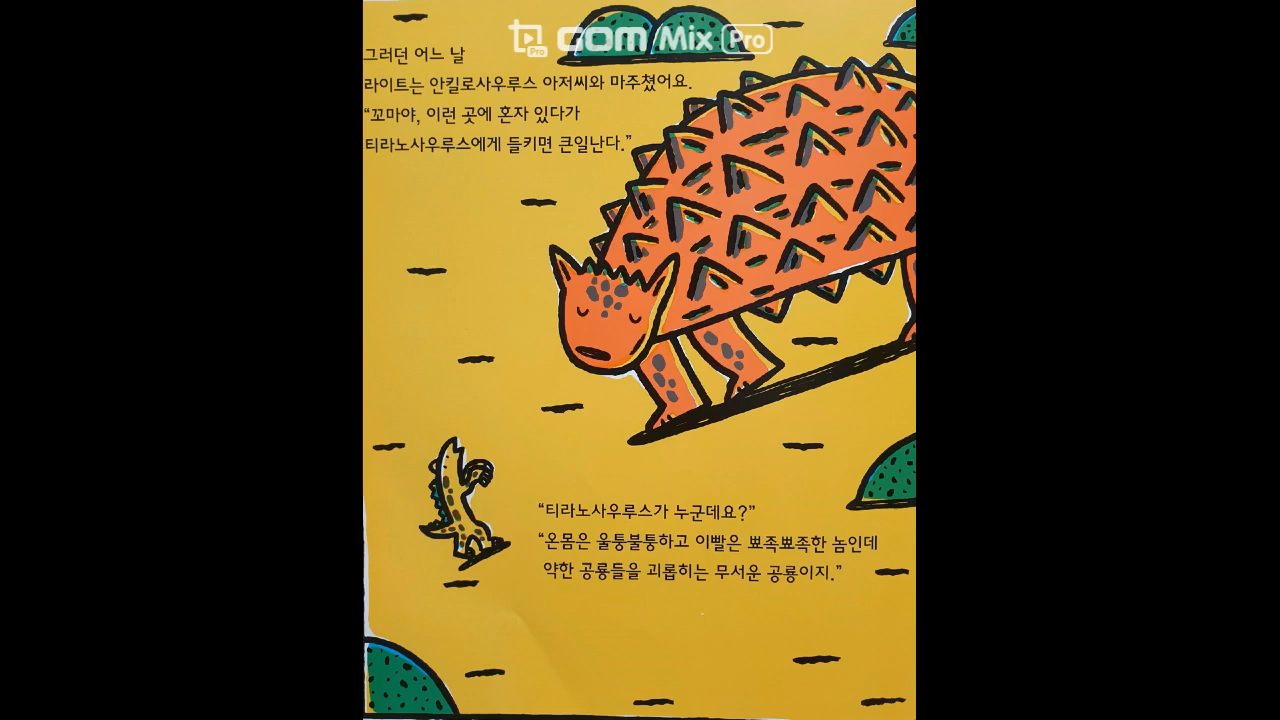 GOM Mix Pro
Pro
그러던 어느 날
라이트는 안킬로사우루스 아저씨와 마주쳤어요.
“꼬마야, 이런 곳에 혼자 있다가
티라노사우루스에게 들키면 큰일난다.”
“티라노사우루스가 누군데요?”
“온몸은 울퉁불퉁하고 이빨은 뾰족뾰족한 놈인데
약한 공룡들을 괴롭히는 무서운 공룡이지.”